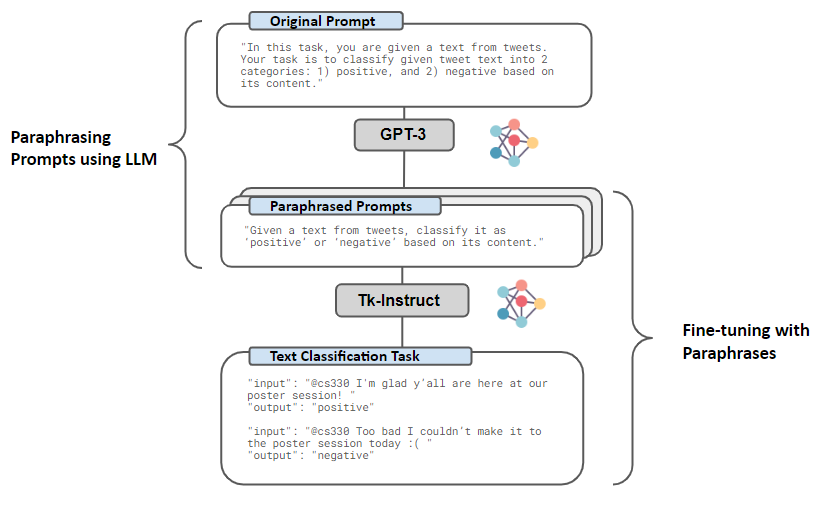 Original Prompt
"In this task, you are given a text from tweets.
Your task is to classify given tweet text into 2
categories: 1) positive, and 2) negative based on
its content."
GPT-3
Paraphrasing
Prompts using LLM
Paraphrased Prompts
"Given a text from tweets, classify it as
‘positive’ or ‘negative’ based on its content."
Tk-Instruct
Fine-tuning with
Paraphrases
Text Classification Task
"input": "@cs330 I'm glad y’all are here at our
poster session! "
"output": "positive"
"input": "@cs330 Too bad I couldn’t make it to
the poster session today :( "
"output": "negative"